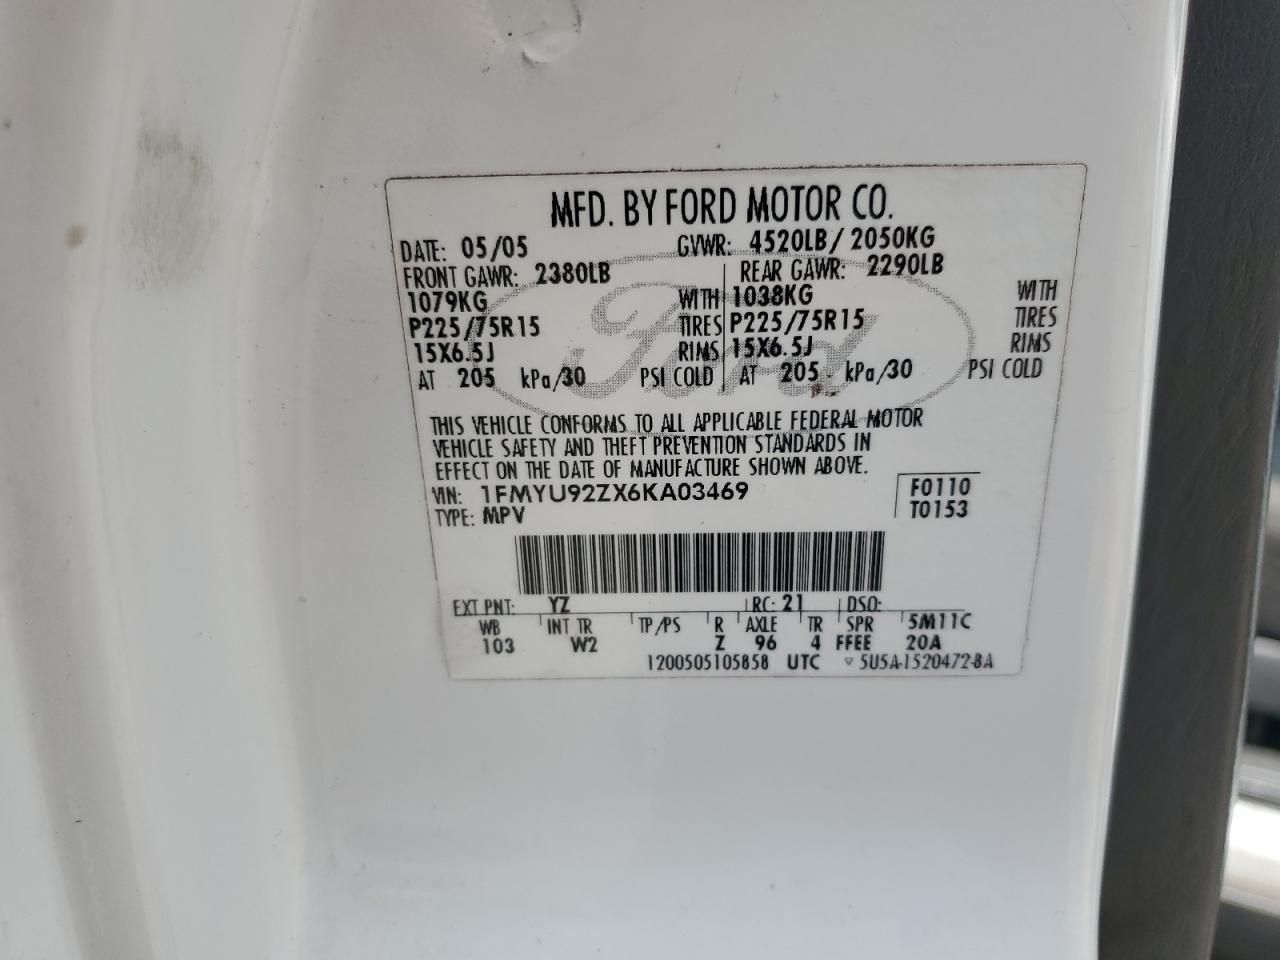 MFD. BY FORD MOTOR CO.
DATE: 05/05 GVWR: 4520LB/ 2050KG
FRONT GAWR: 2380LB REAR GAWR: 2290LB
1079KG WITH 1038KG WITH
P225/75R15 TIRES P225/75R15 TIRES
15X6.5J RIMS 15X6.5J RIMS
AT 205 kPa/30 PSI COLD AT 205 kPa/30 PSI COLD
Ford
THIS VEHICLE CONFORMS TO ALL APPLICABLE FEDERAL MOTOR
VEHICLE SAFETY AND THEFT PREVENTION STANDARDS IN
EFFECT ON THE DATE OF MANUFACTURE SHOWN ABOVE.
VIN: 1FMYU92ZX6KA03469 F0110
TYPE: MPV T0153
EXT PNT: YZ RC: 21 DSO:
WB INT TR TP/PS R AXLE TR SPR 5M11C
103 W2 Z 96 4 FFEE 20A
1200505105858 UTC ▿ 5U5A-1520472-BA